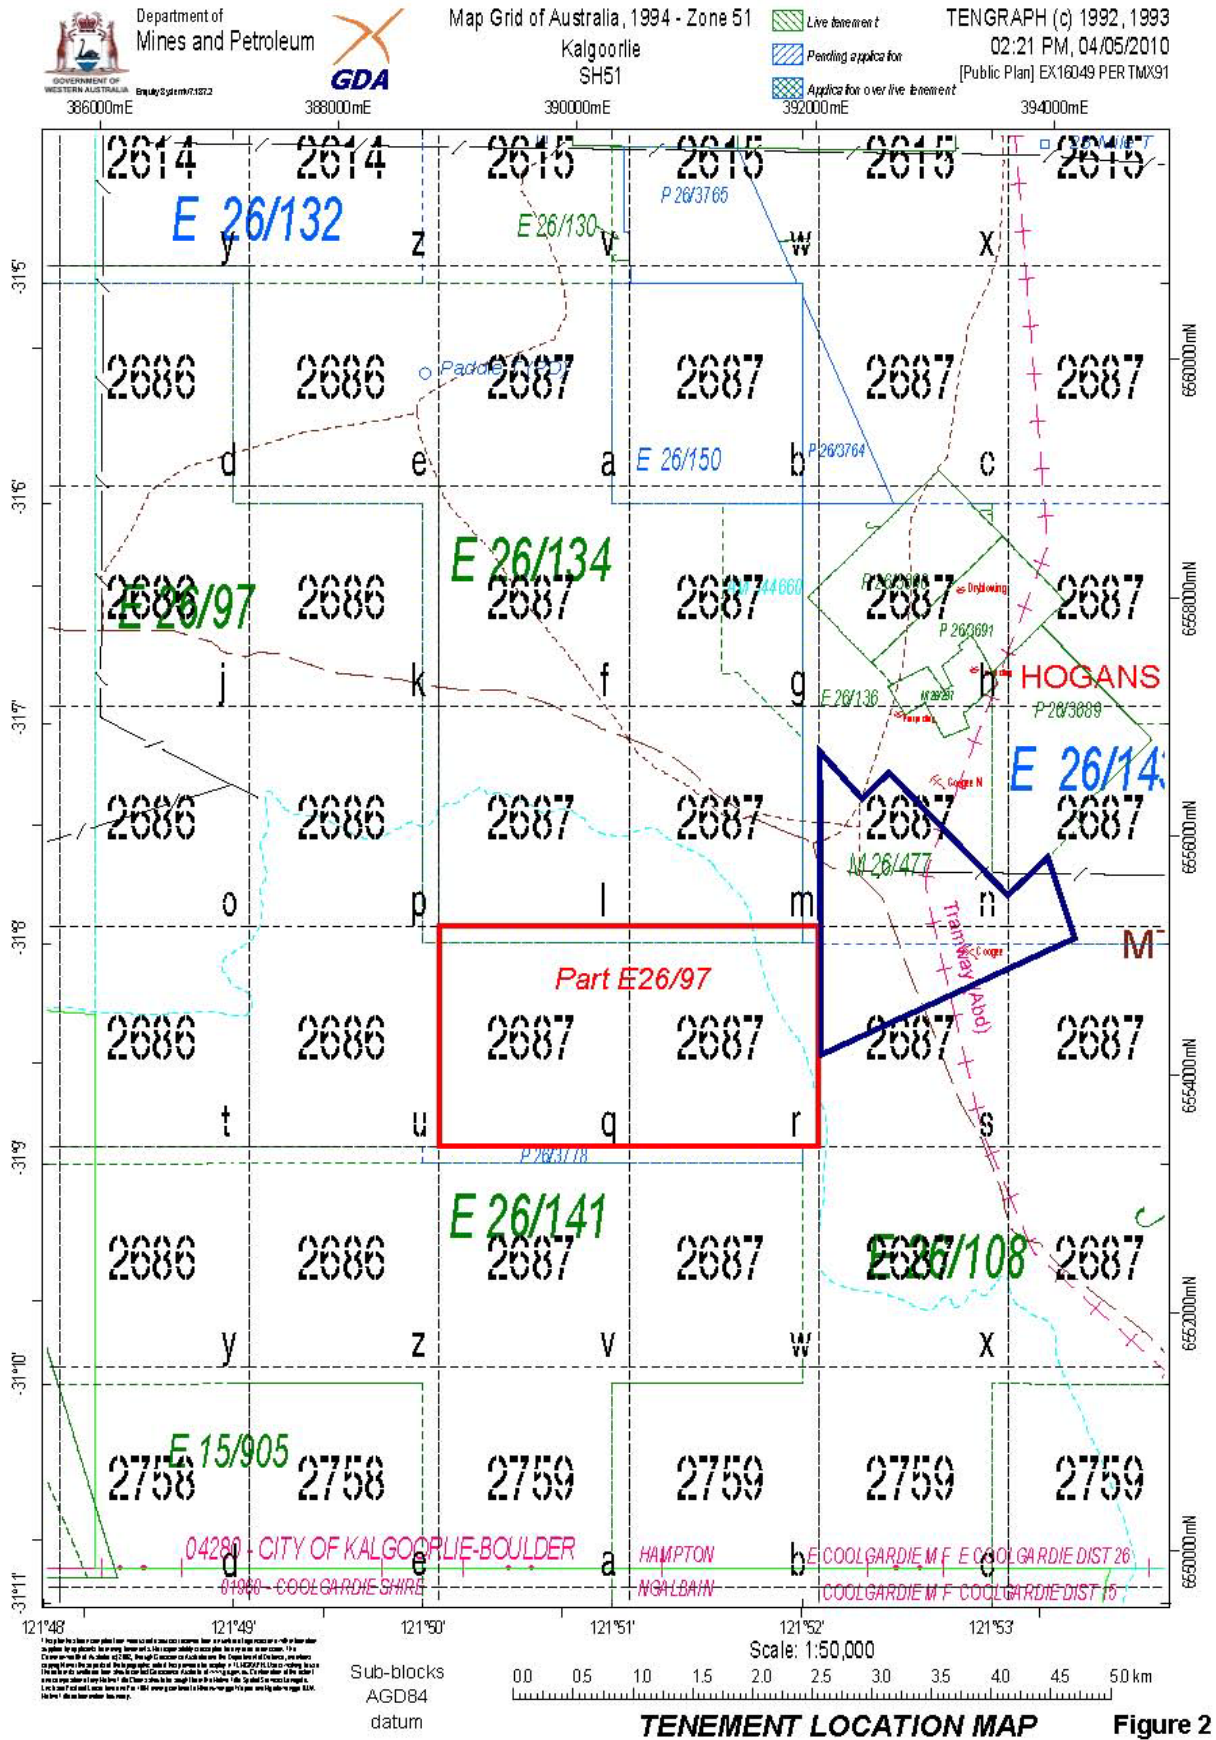 Department of
Mines and Petroleum
GOVERNMENT OF
WESTERN AUSTRALIA
GDA
Map Grid of Australia, 1994 - Zone 51
Kalgoorlie
SH51
Live tenement
Pending application
Application over live tenement
TENGRAPH (c) 1992, 1993
02:21 PM, 04/05/2010
[Public Plan] EX16049 PER TMX91
386000mE 388000mE 390000mE 392000mE 394000mE
2614 2614 2615 2615 2615 2615
E 26/132
P 26/3765
E 26/130
y z v w x
-31°5'
2686 2686 2687 2687 2687 2687
6560000mN
E 26/150
P 26/3764
d e a b c
-31°6'
E 26/134
E 26/97
2686 2686 2687 2687 2687 2687
6558000mN
Dryblowing
P 26/3691
j k f g h
HOGANS
E 26/136
P 26/3689
-31°7'
E 26/14
Coogee N
2686 2686 2687 2687 2687 2687
6556000mN
M 26/477
o p l m n
-31°8'
Tramway (Abd)
Coogee
M
Part E26/97
2686 2686 2687 2687 2687 2687
6554000mN
t u q r s
-31°9'
P 26/3778
E 26/141
2686 2686 2687 2687 2687 2687
E 26/108
6552000mN
y z v w x
-31°10'
E 15/905
2758 2758 2759 2759 2759 2759
04280 - CITY OF KALGOORLIE-BOULDER
HAMPTON
E COOLGARDIE M F E COOLGARDIE DIST 26
d e a b c
6550000mN
01960 - COOLGARDIE SHIRE
NGALBAIN
COOLGARDIE M F COOLGARDIE DIST 15
-31°11'
121°48' 121°49' 121°50' 121°51' 121°52' 121°53'
Scale: 1:50,000
Sub-blocks
AGD84
datum
0.0 0.5 1.0 1.5 2.0 2.5 3.0 3.5 4.0 4.5 5.0 km
TENEMENT LOCATION MAP
Figure 2